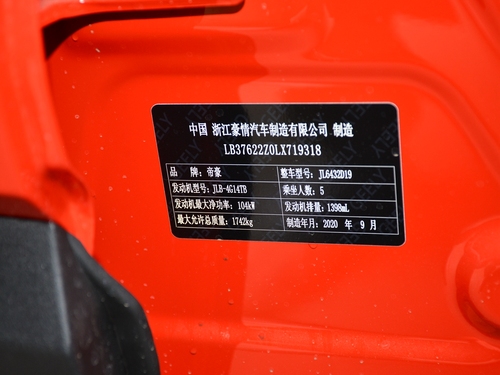 中国 浙江豪情汽车制造有限公司 制造
LB37622Z0LX719318
品 牌：帝豪 整车型号：JL6432D19
发动机型号：JLB-4G14TB 乘坐人数：5
发动机最大净功率：104kW 发动机排量：1398mL
最大允许总质量：1742kg 制造年月：2020 年 9 月